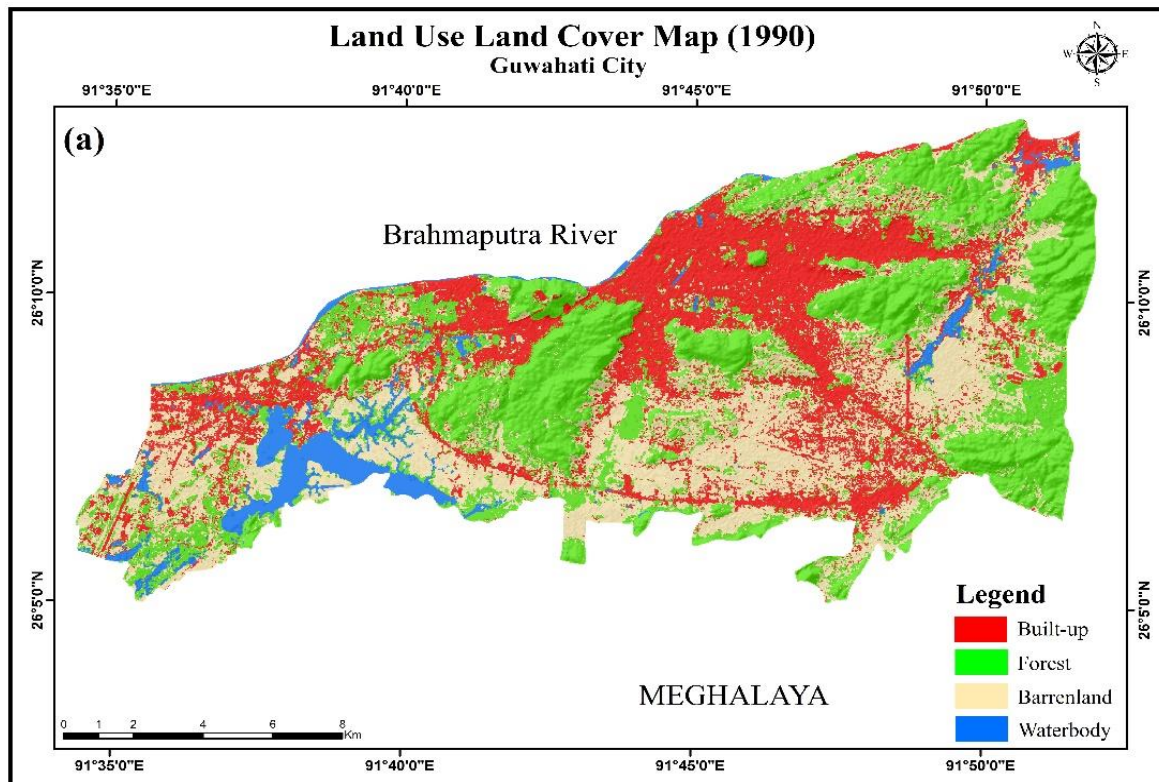 Land Use Land Cover Map (1990)
Guwahati City
N
W
E
S
91°35'0"E
91°40'0"E
91°45'0"E
91°50'0"E
(a)
Brahmaputra River
26°10'0"N
26°10'0"N
26°5'0"N
26°5'0"N
Legend
Built-up
Forest
Barrenland
Waterbody
MEGHALAYA
0 1 2 4 6 8
Km
91°35'0"E
91°40'0"E
91°45'0"E
91°50'0"E